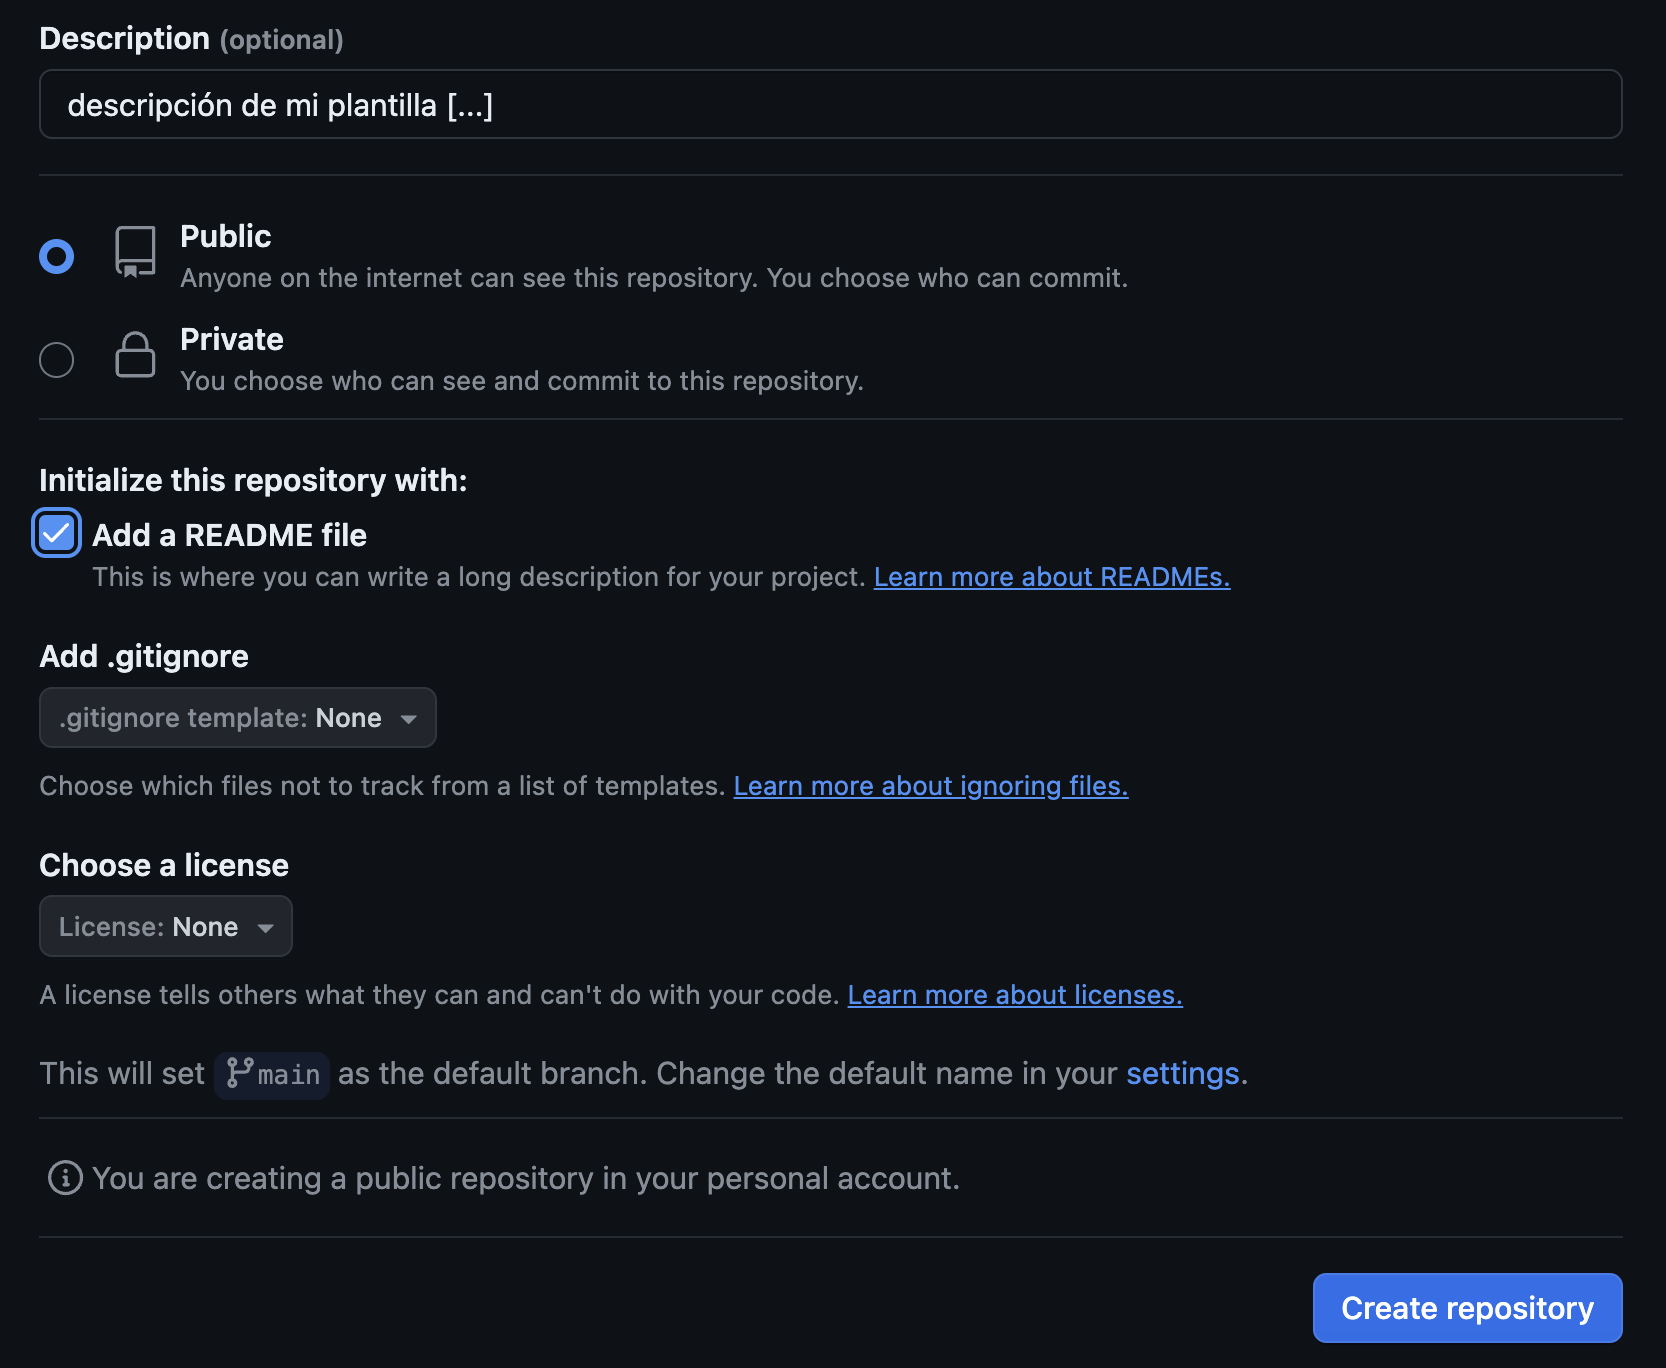 Description (optional)
descripción de mi plantilla [...]
Public
Anyone on the internet can see this repository. You choose who can commit.
Private
You choose who can see and commit to this repository.
Initialize this repository with:
Add a README file
This is where you can write a long description for your project. Learn more about READMEs.
Add .gitignore
.gitignore template: None
Choose which files not to track from a list of templates. Learn more about ignoring files.
Choose a license
License: None
A license tells others what they can and can't do with your code. Learn more about licenses.
This will set main as the default branch. Change the default name in your settings.
You are creating a public repository in your personal account.
Create repository